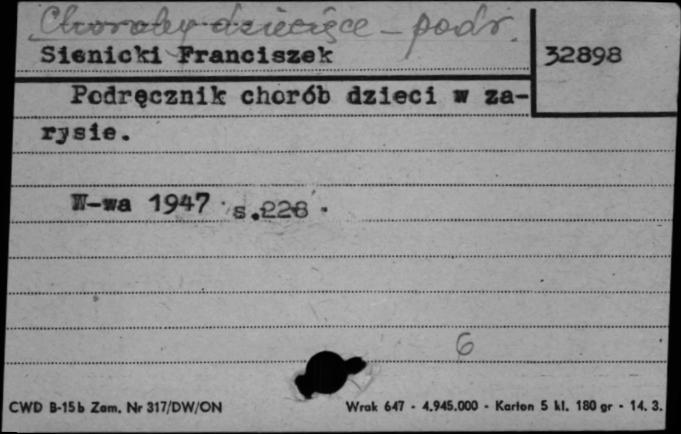 Choroby dziecięce - podr.
Sienicki Franciszek
32898
Podręcznik chorób dzieci w za-
rysie.
W-wa 1947 s.228.
6
CWD B-15b Zam. Nr 317/DW/ON
Wrak 647 - 4.945.000 - Karton 5 kl. 180 gr - 14. 3.